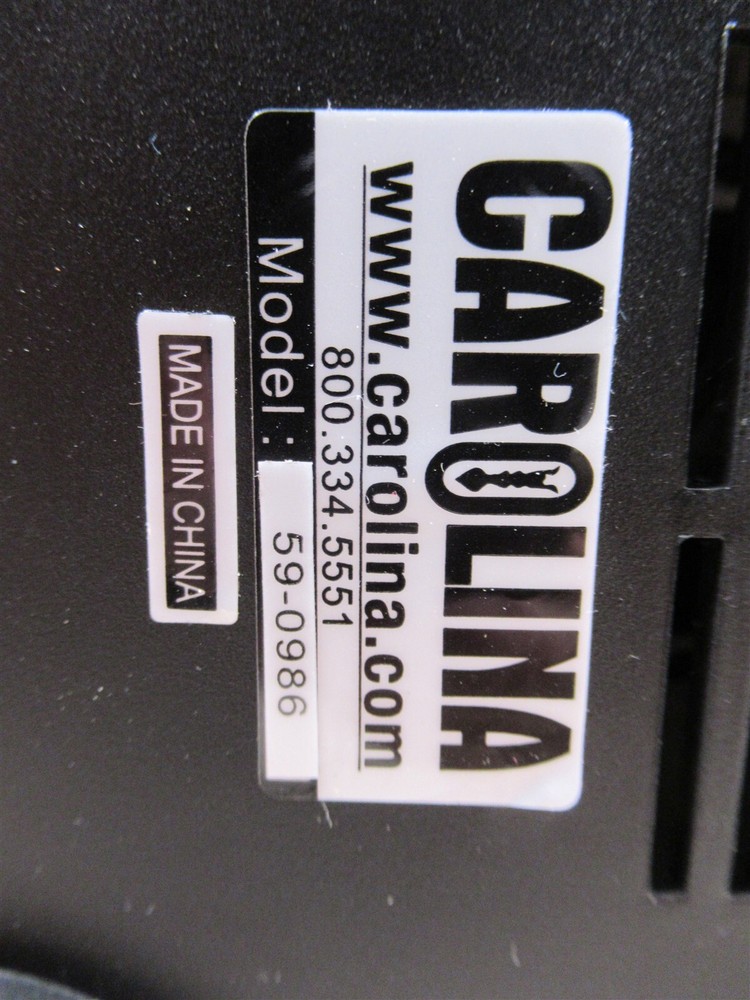 CAROLINA
www.carolina.com
800.334.5551
Model: 59-0986
MADE IN CHINA